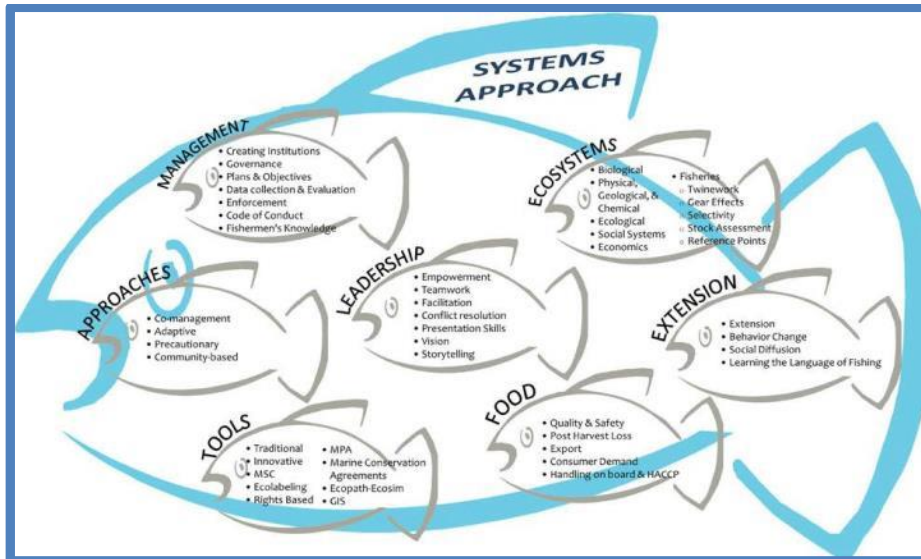 SYSTEMS
APPROACH
MANAGEMENT
• Creating Institutions
• Governance
• Plans & Objectives
• Data collection & Evaluation
• Enforcement
• Code of Conduct
• Fishermen's Knowledge
ECOSYSTEMS
• Biological
• Physical,
Geological, &
Chemical
• Ecological
• Social Systems
• Economics
• Fisheries
o Twinework
o Gear Effects
o Selectivity
o Stock Assessment
o Reference Points
APPROACHES
• Co-management
• Adaptive
• Precautionary
• Community-based
LEADERSHIP
• Empowerment
• Teamwork
• Facilitation
• Conflict resolution
• Presentation Skills
• Vision
• Storytelling
EXTENSION
• Extension
• Behavior Change
• Social Diffusion
• Learning the Language of Fishing
TOOLS
• Traditional
• Innovative
• MSC
• Ecolabeling
• Rights Based
• MPA
• Marine Conservation
Agreements
• Ecopath-Ecosim
• GIS
FOOD
• Quality & Safety
• Post Harvest Loss
• Export
• Consumer Demand
• Handling on board & HACCP